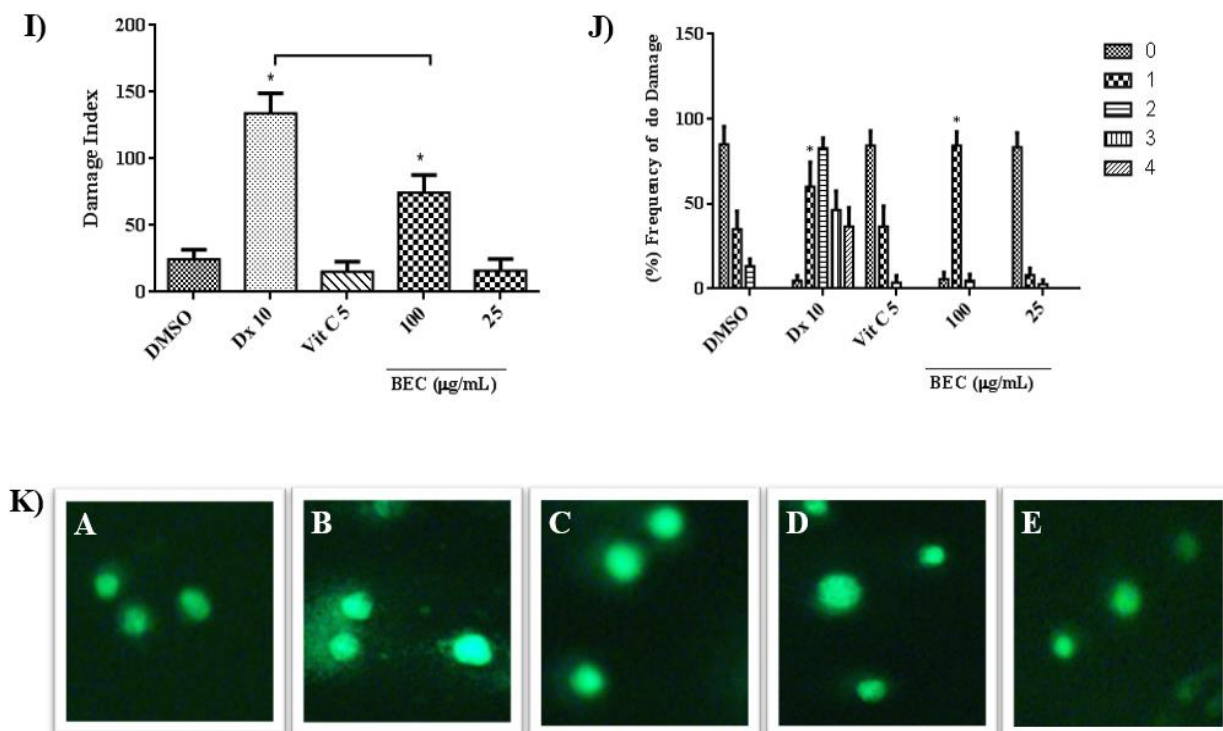 I)
200
150
100
50
0
Damage Index
*
*
DMSO
Dx 10
Vit C 5
100
25
BEC (µg/mL)
J)
150
100
50
0
(%) Frequency of do Damage
*
*
DMSO
Dx 10
Vit C 5
100
25
BEC (µg/mL)
0
1
2
3
4
K)
A
B
C
D
E